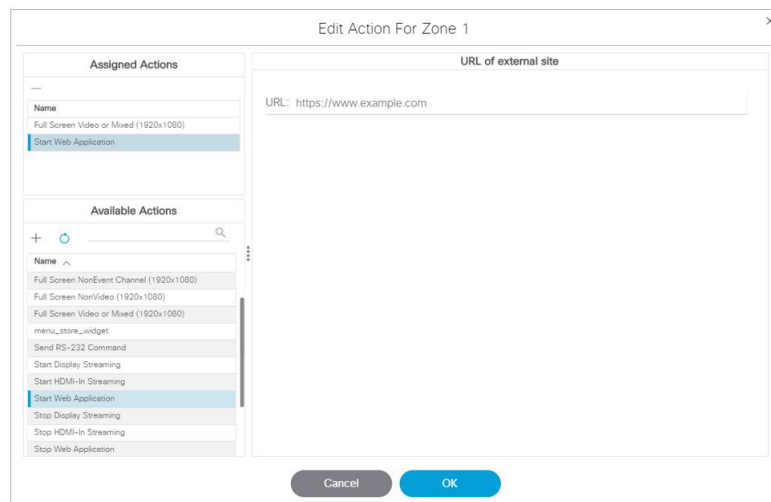 Edit Action For Zone 1
Assigned Actions
Name
Full Screen Video or Mixed (1920x1080)
Start Web Application
Available Actions
Name
Full Screen NonEvent Channel (1920x1080)
Full Screen NonVideo (1920x1080)
Full Screen Video or Mixed (1920x1080)
menu_store_widget
Send RS-232 Command
Start Display Streaming
Start HDMI-In Streaming
Start Web Application
Stop Display Streaming
Stop HDMI-In Streaming
Stop Web Application
URL of external site
URL: https://www.example.com
Cancel
OK